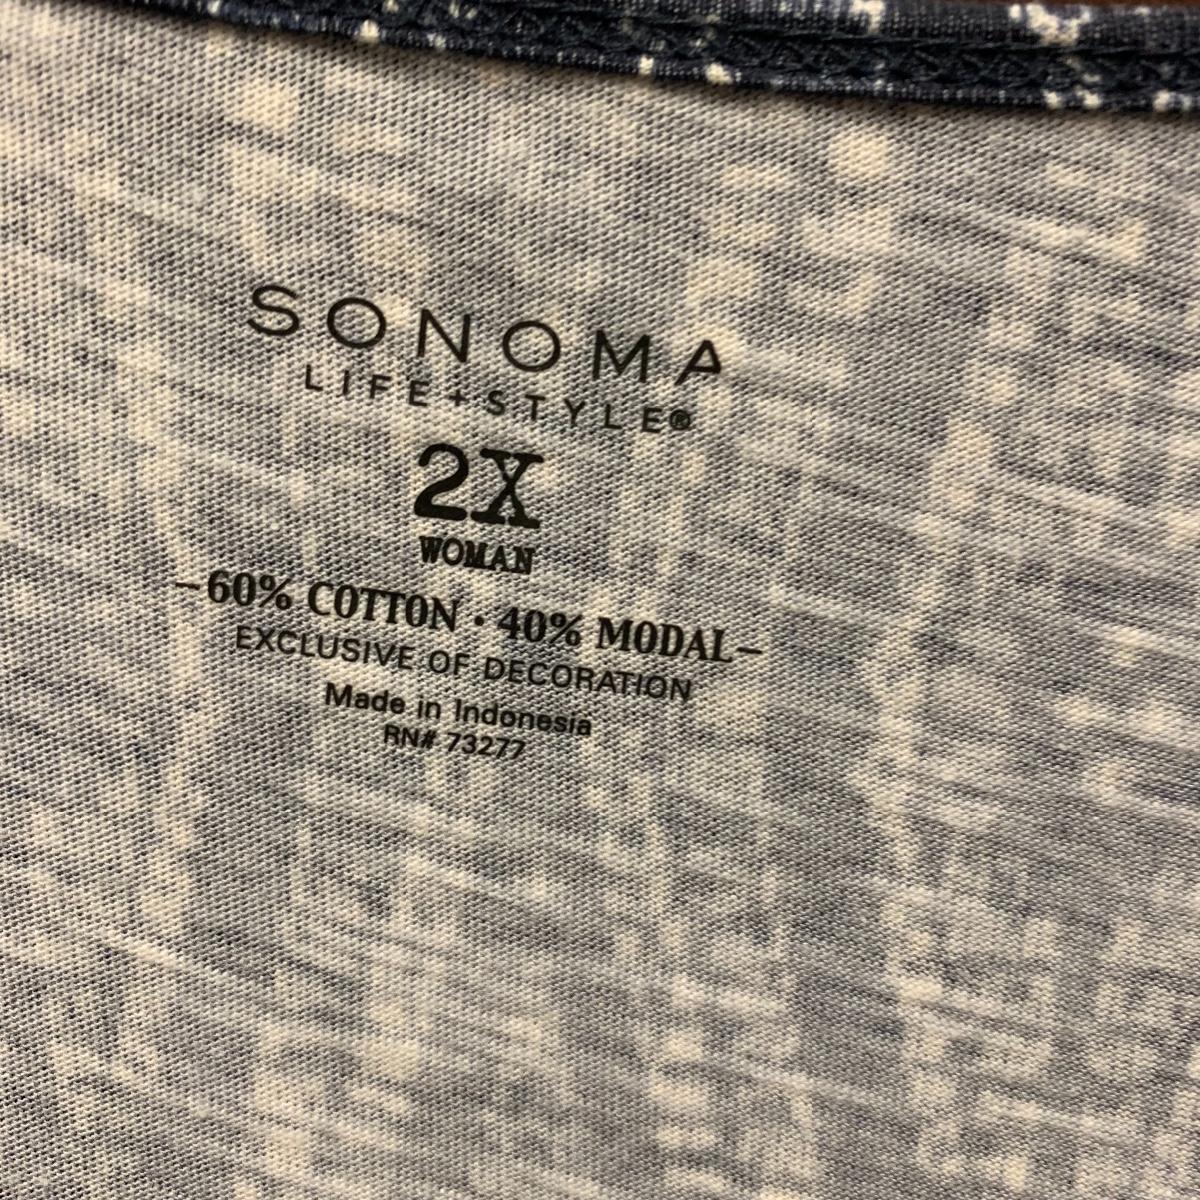 SONOMA
LIFE+STYLE®
2X
WOMAN
–60% COTTON • 40% MODAL–
EXCLUSIVE OF DECORATION
Made in Indonesia
RN# 73277